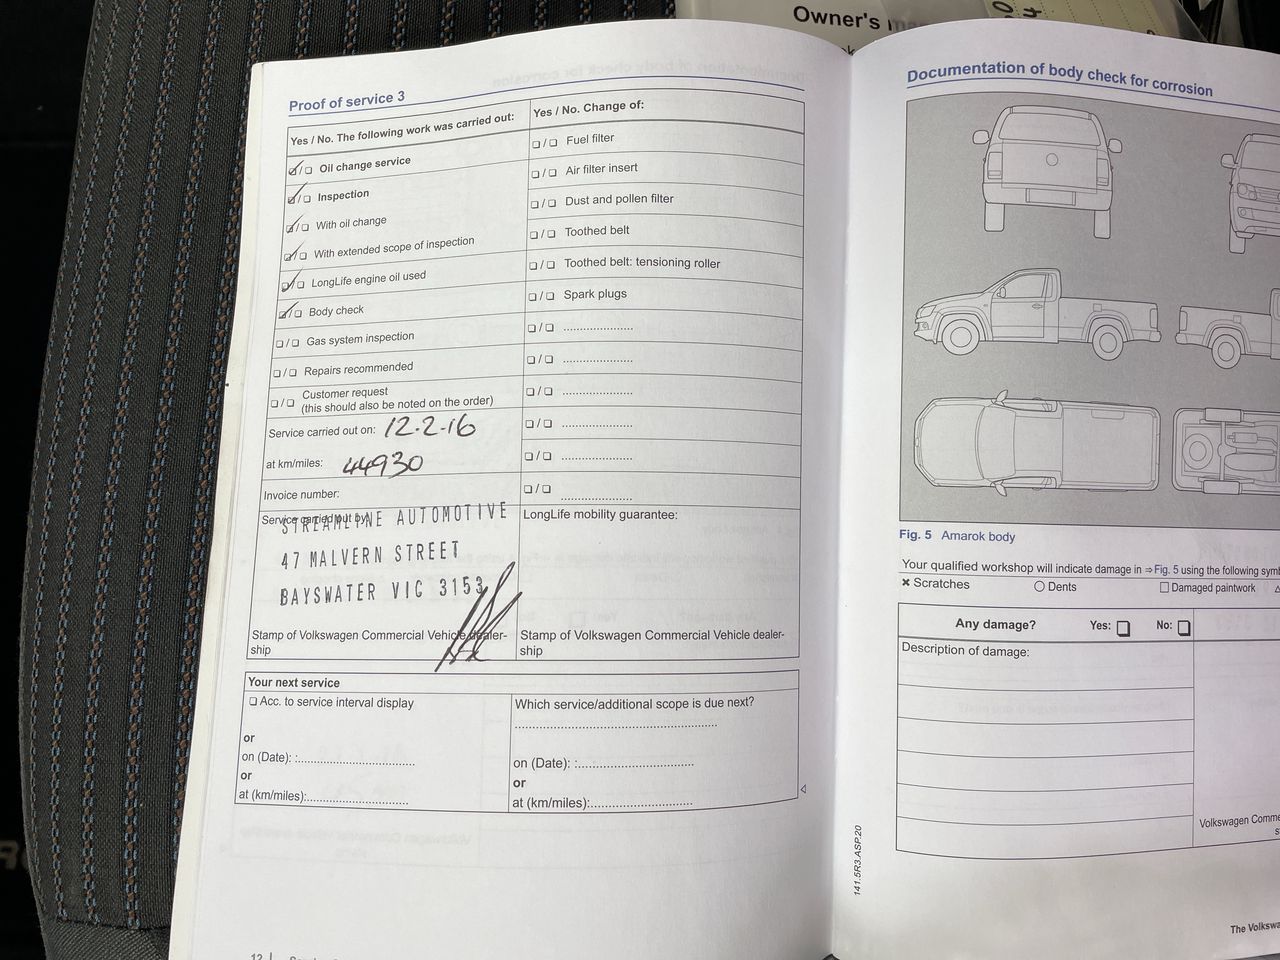 Owner's
Proof of service 3
Yes / No. The following work was carried out:
☑/❏ Oil change service
☑/❏ Inspection
☑/❏ With oil change
☑/❏ With extended scope of inspection
☑/❏ LongLife engine oil used
☑/❏ Body check
❏/❏ Gas system inspection
❏/❏ Repairs recommended
❏/❏ Customer request
(this should also be noted on the order)
Service carried out on: 12.2.16
at km/miles: 44930
Invoice number:
Service carried out by:
STREAMLINE AUTOMOTIVE
47 MALVERN STREET
BAYSWATER VIC 3153
Stamp of Volkswagen Commercial Vehicle dealer-
ship
Yes / No. Change of:
❏/❏ Fuel filter
❏/❏ Air filter insert
❏/❏ Dust and pollen filter
❏/❏ Toothed belt
❏/❏ Toothed belt: tensioning roller
❏/❏ Spark plugs
❏/❏ ......................
❏/❏ ......................
❏/❏ ......................
❏/❏ ......................
❏/❏ ......................
❏/❏ ......................
LongLife mobility guarantee:
Stamp of Volkswagen Commercial Vehicle dealer-
ship
Your next service
❏ Acc. to service interval display
or
on (Date): :......................
or
at (km/miles):......................
Which service/additional scope is due next?
......................
on (Date): :......................
or
at (km/miles):......................
Documentation of body check for corrosion
Fig. 5 Amarok body
Your qualified workshop will indicate damage in ⇒Fig. 5 using the following
× Scratches ○ Dents □ Damaged paintwork
Any damage? Yes: ❏ No: ❏
Description of damage:
Volkswagen
141.5R3.ASP.20
The